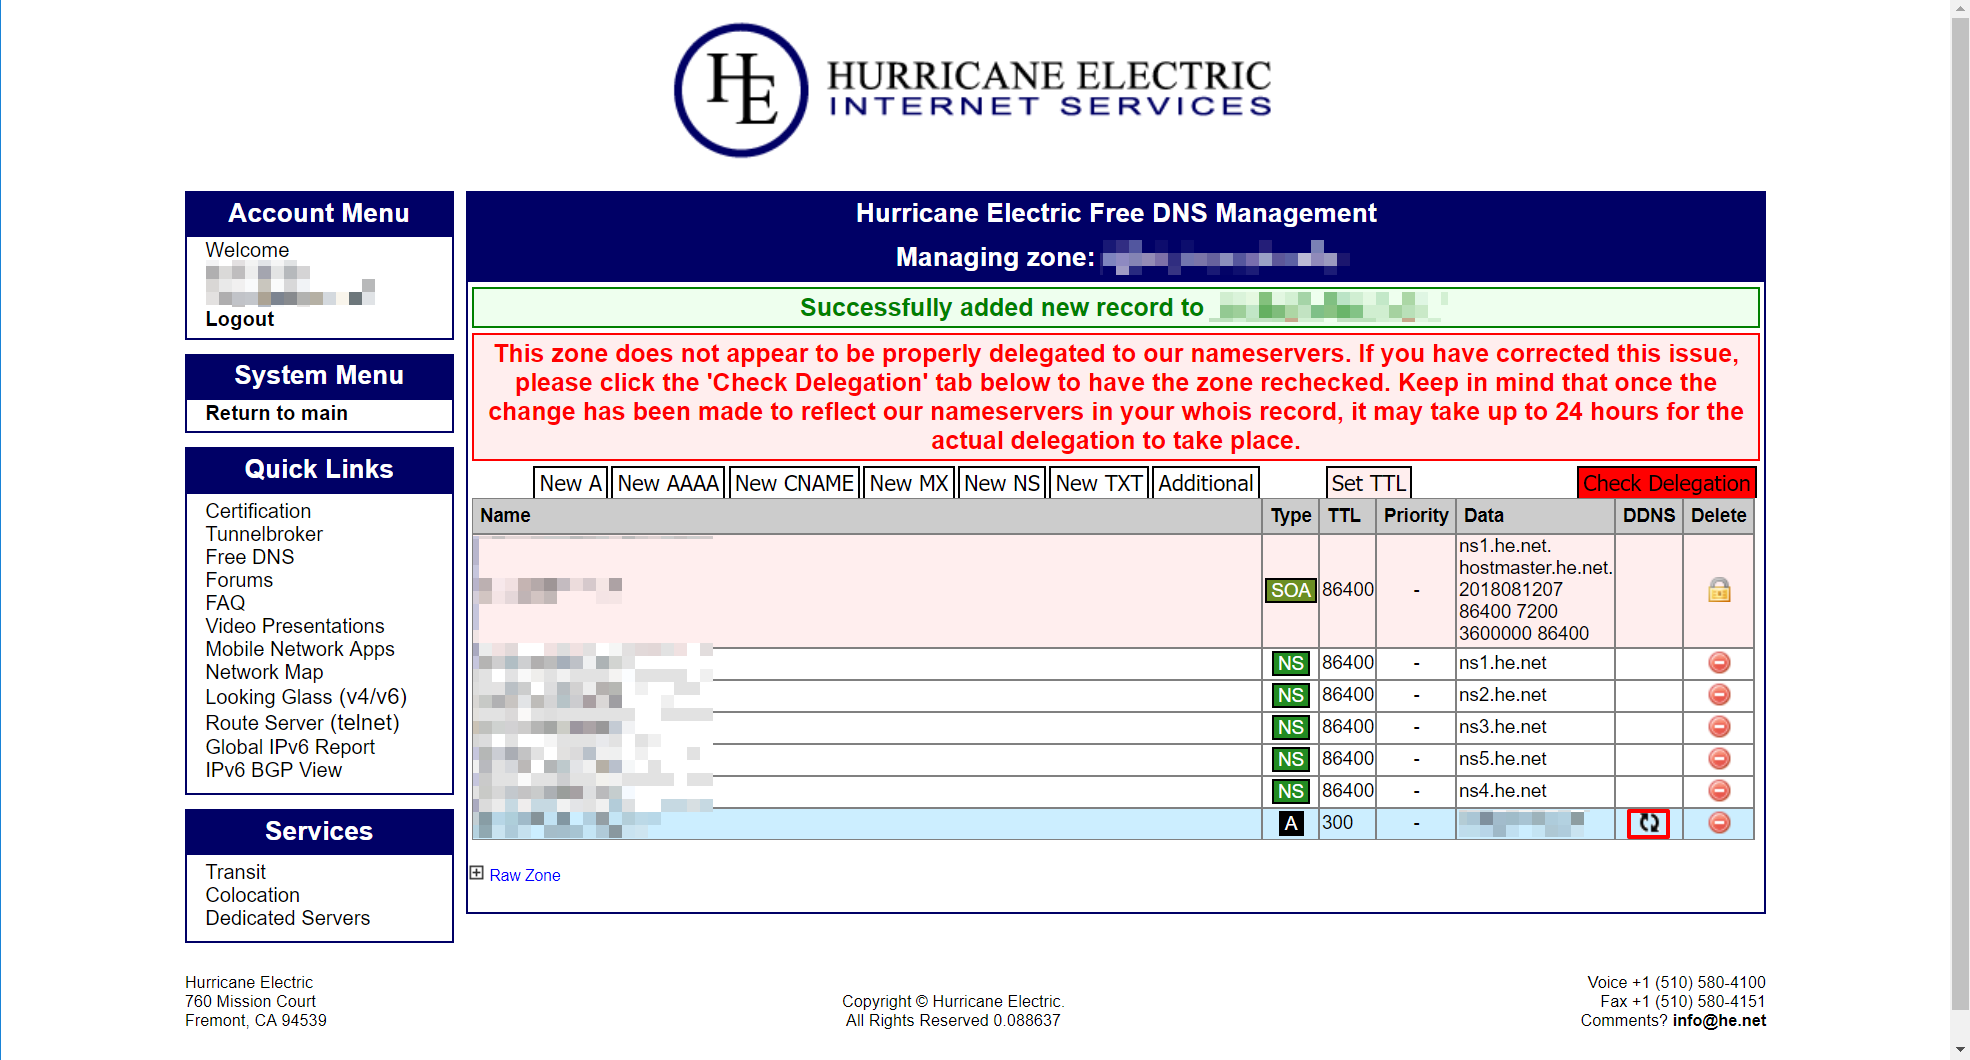 HE
HURRICANE ELECTRIC
INTERNET SERVICES
Account Menu
Welcome
Logout
System Menu
Return to main
Quick Links
Certification
Tunnelbroker
Free DNS
Forums
FAQ
Video Presentations
Mobile Network Apps
Network Map
Looking Glass (v4/v6)
Route Server (telnet)
Global IPv6 Report
IPv6 BGP View
Services
Transit
Colocation
Dedicated Servers
Hurricane Electric Free DNS Management
Managing zone:
Successfully added new record to
This zone does not appear to be properly delegated to our nameservers. If you have corrected this issue,
please click the 'Check Delegation' tab below to have the zone rechecked. Keep in mind that once the
change has been made to reflect our nameservers in your whois record, it may take up to 24 hours for the
actual delegation to take place.
New A New AAAA New CNAME New MX New NS New TXT Additional Set TTL Check Delegation
Name Type TTL Priority Data DDNS Delete
ns1.he.net.
hostmaster.he.net.
SOA 86400 - 2018081207
86400 7200
3600000 86400
NS 86400 - ns1.he.net
NS 86400 - ns2.he.net
NS 86400 - ns3.he.net
NS 86400 - ns5.he.net
NS 86400 - ns4.he.net
A 300 -
Raw Zone
Hurricane Electric
760 Mission Court
Fremont, CA 94539
Copyright © Hurricane Electric.
All Rights Reserved 0.088637
Voice +1 (510) 580-4100
Fax +1 (510) 580-4151
Comments? info@he.net